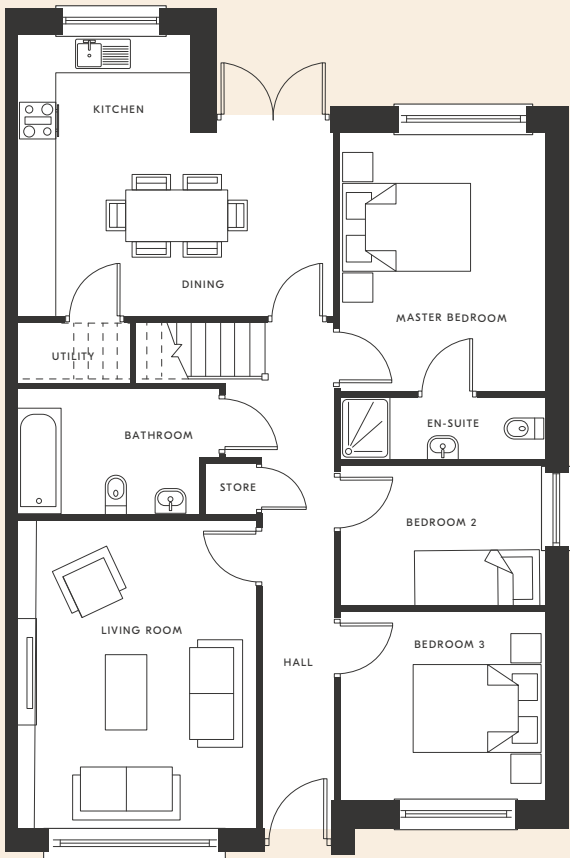 KITCHEN
DINING
MASTER BEDROOM
UTILITY
EN-SUITE
BATHROOM
STORE
BEDROOM 2
LIVING ROOM
BEDROOM 3
HALL